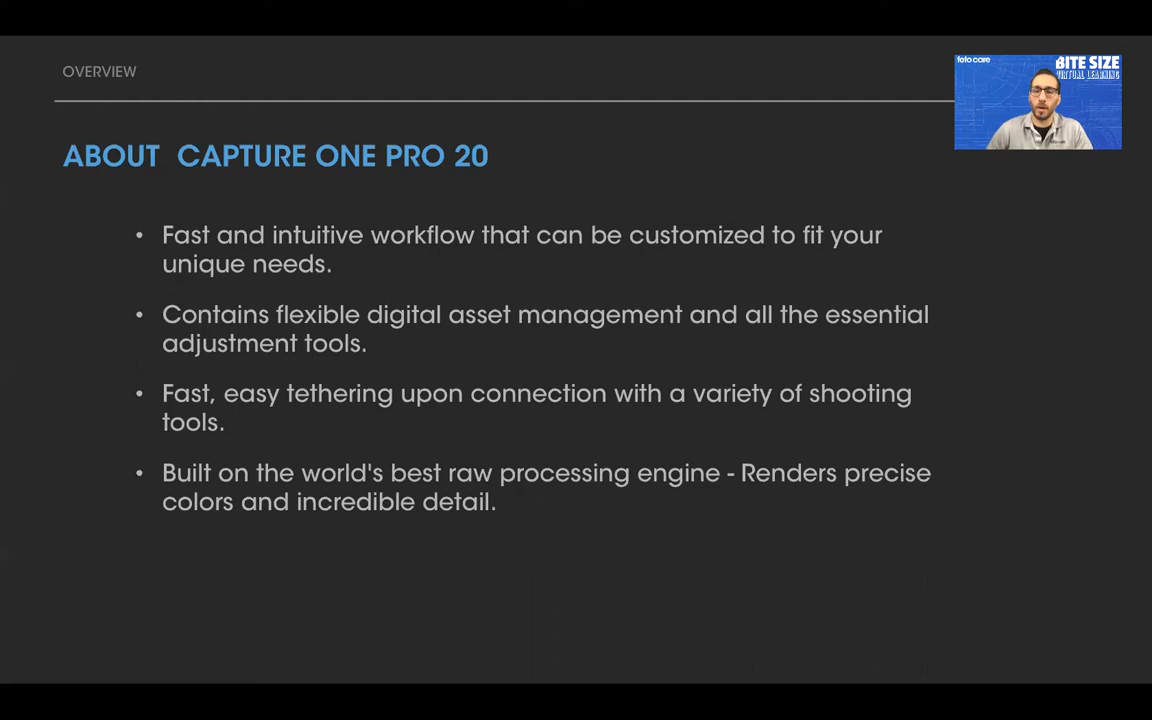 OVERVIEW
foto care
BITE SIZE
VIRTUAL LEARNING
ABOUT CAPTURE ONE PRO 20
• Fast and intuitive workflow that can be customized to fit your
unique needs.
• Contains flexible digital asset management and all the essential
adjustment tools.
• Fast, easy tethering upon connection with a variety of shooting
tools.
• Built on the world's best raw processing engine - Renders precise
colors and incredible detail.